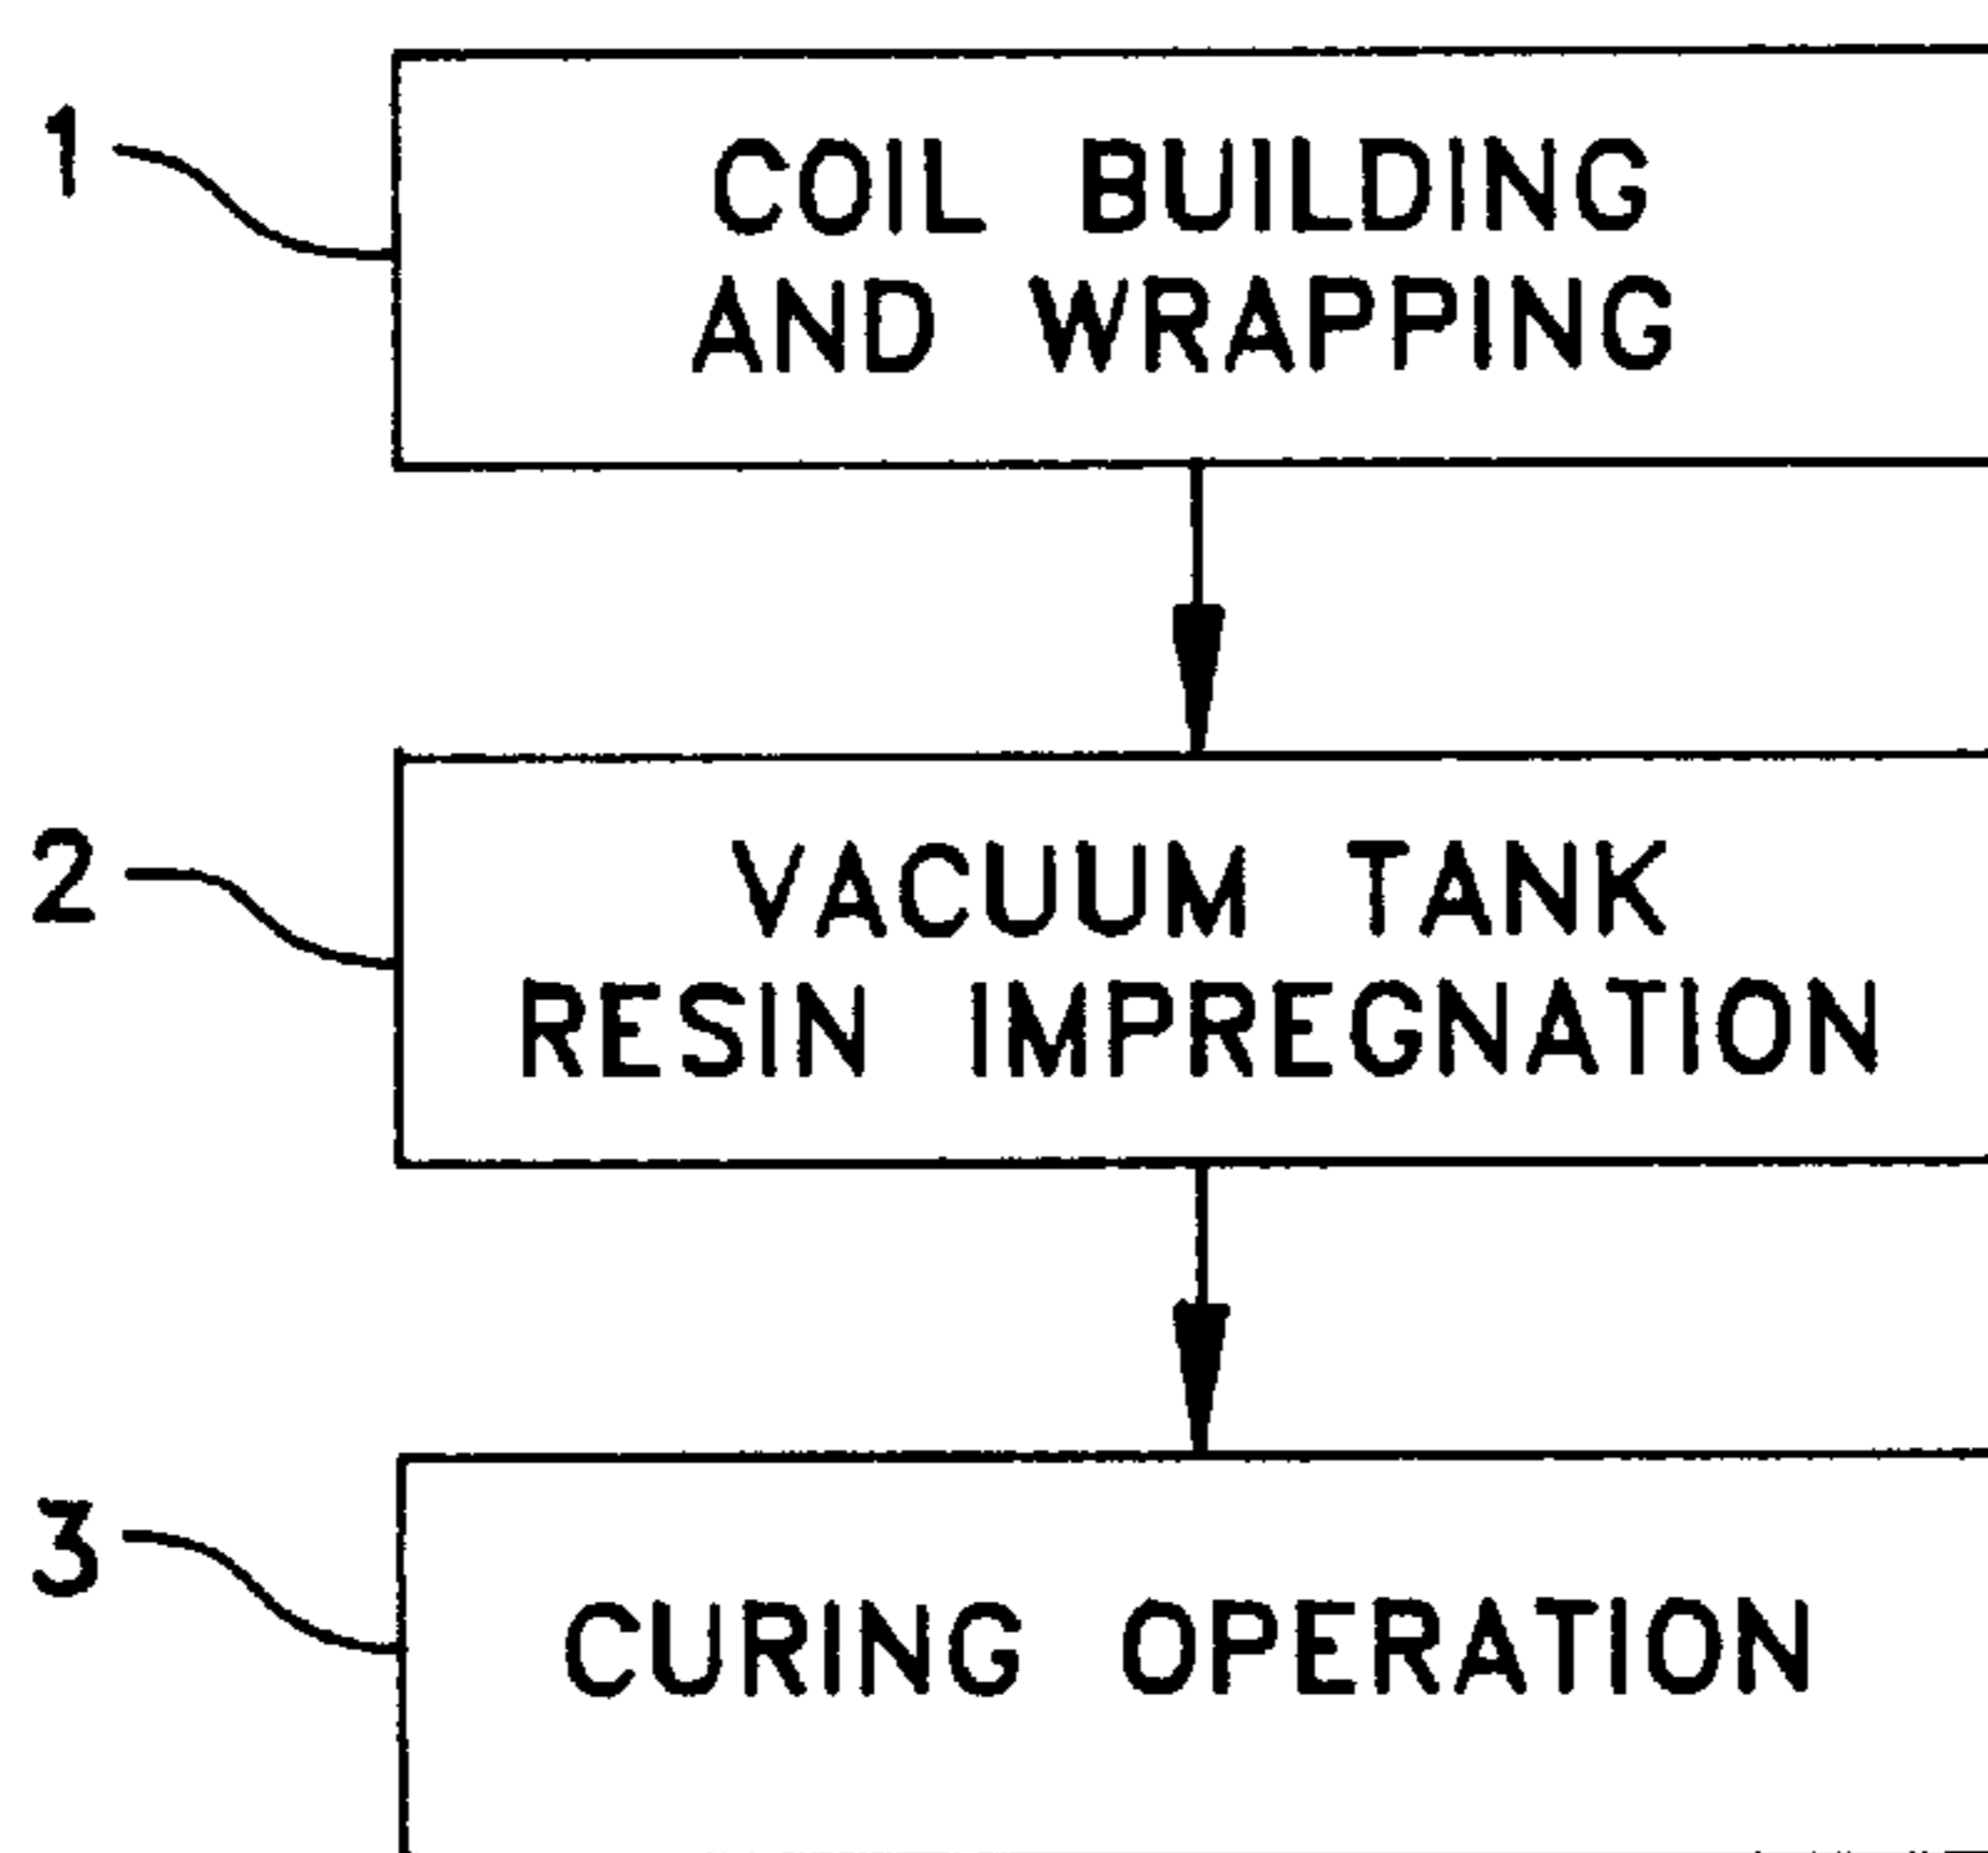 1
COIL BUILDING
AND WRAPPING
2
VACUUM TANK
RESIN IMPREGNATION
3
CURING OPERATION